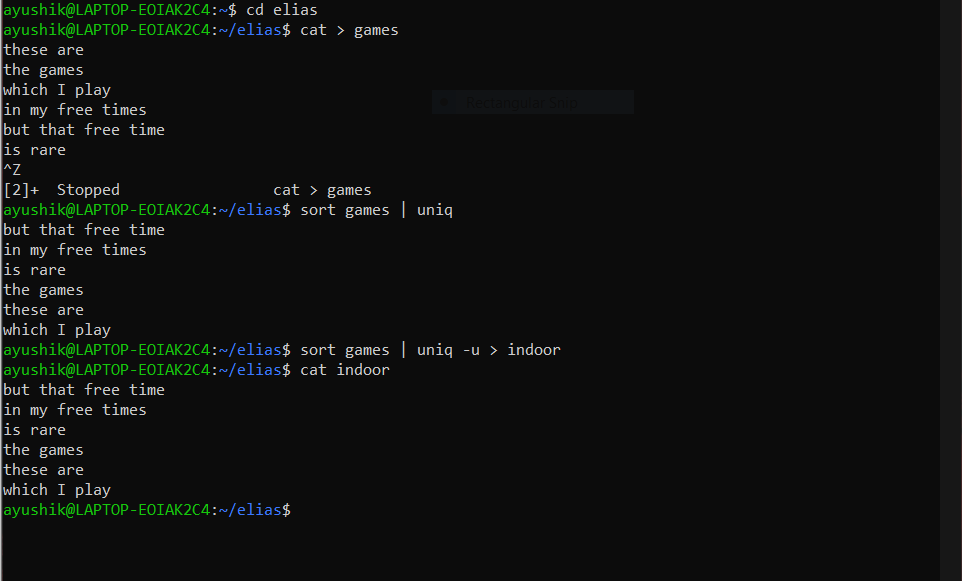 ayushik@LAPTOP-EOIAK2C4:~$ cd elias
ayushik@LAPTOP-EOIAK2C4:~/elias$ cat > games
these are
the games
which I play
in my free times
but that free time
is rare
^Z
[2]+  Stopped                 cat > games
ayushik@LAPTOP-EOIAK2C4:~/elias$ sort games | uniq
but that free time
in my free times
is rare
the games
these are
which I play
ayushik@LAPTOP-EOIAK2C4:~/elias$ sort games | uniq -u > indoor
ayushik@LAPTOP-EOIAK2C4:~/elias$ cat indoor
but that free time
in my free times
is rare
the games
these are
which I play
ayushik@LAPTOP-EOIAK2C4:~/elias$
Rectangular Snip